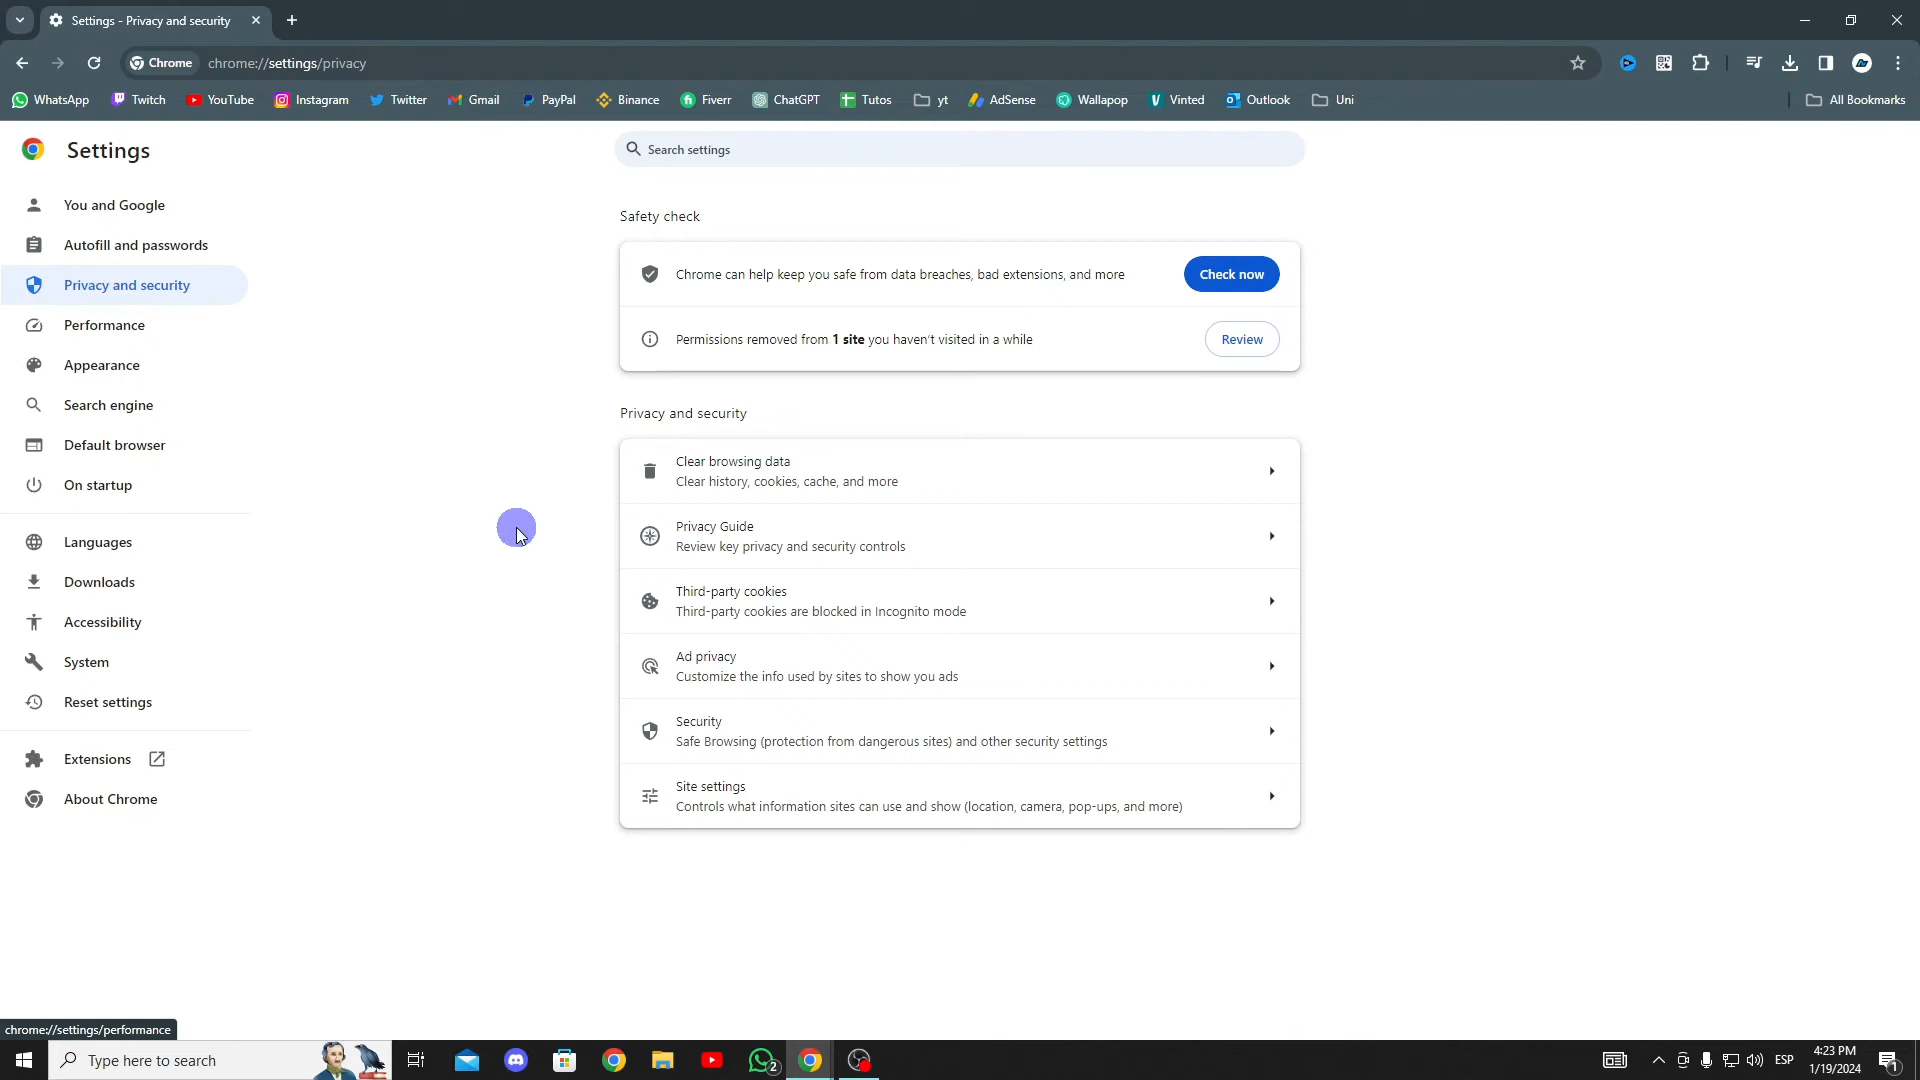 Settings - Privacy and security
Chrome
chrome://settings/privacy
WhatsApp Twitch YouTube Instagram Twitter Gmail PayPal Binance Fiverr ChatGPT Tutos yt AdSense Wallapop Vinted Outlook Uni All Bookmarks
Settings
Search settings
You and Google
Autofill and passwords
Privacy and security
Performance
Appearance
Search engine
Default browser
On startup
Languages
Downloads
Accessibility
System
Reset settings
Extensions
About Chrome
Safety check
Chrome can help keep you safe from data breaches, bad extensions, and more
Check now
Permissions removed from 1 site you haven't visited in a while
Review
Privacy and security
Clear browsing data
Clear history, cookies, cache, and more
Privacy Guide
Review key privacy and security controls
Third-party cookies
Third-party cookies are blocked in Incognito mode
Ad privacy
Customize the info used by sites to show you ads
Security
Safe Browsing (protection from dangerous sites) and other security settings
Site settings
Controls what information sites can use and show (location, camera, pop-ups, and more)
chrome://settings/performance
Type here to search
2
ESP
4:23 PM
1/19/2024
1